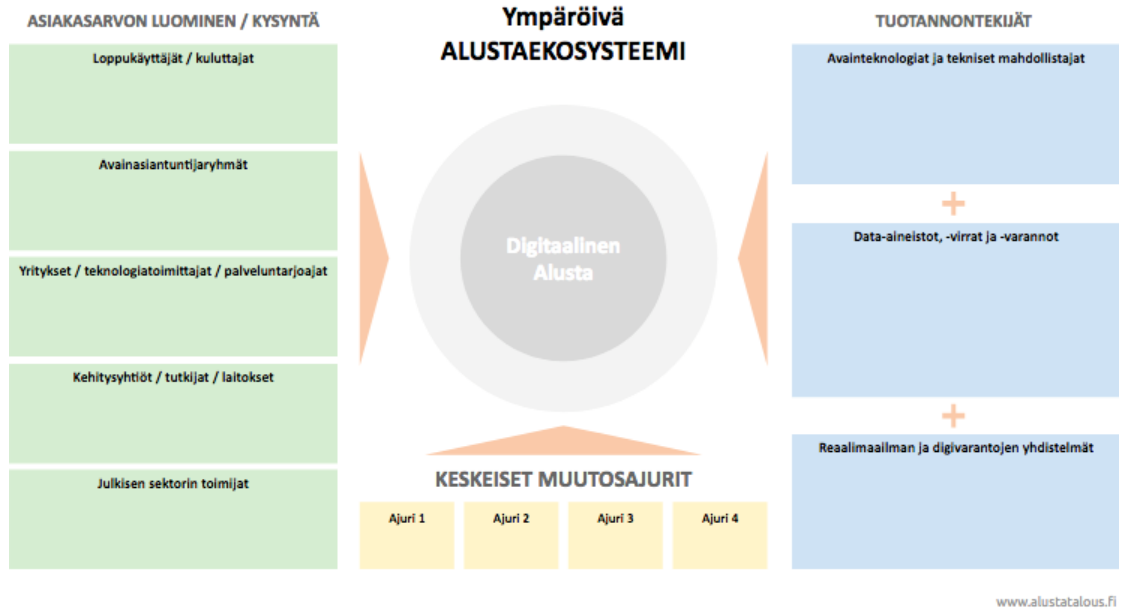 ASIAKASARVON LUOMINEN / KYSYNTÄ
Loppukäyttäjät / kuluttajat
Avainasiantuntijaryhmät
Yritykset / teknologiatoimittajat / palveluntarjoajat
Kehitysyhtiöt / tutkijat / laitokset
Julkisen sektorin toimijat
Ympäröivä
ALUSTAEKOSYSTEEMI
Digitaalinen
Alusta
KESKEISET MUUTOSAJURIT
Ajuri 1
Ajuri 2
Ajuri 3
Ajuri 4
TUOTANNONTEKIJÄT
Avainteknologiat ja tekniset mahdollistajat
+
Data-aineistot, -virrat ja -varannot
+
Reaalimaailman ja digivarantojen yhdistelmät
www.alustatalous.fi